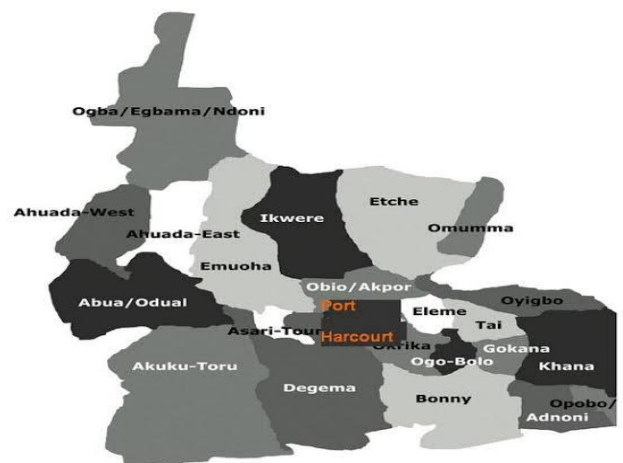 Ogba/Egbama/Ndoni
Etche
Ahuada-West
Ikwere
Omumma
Ahuada-East
Emuoha
Obio/Akpor
Abua/Odual
Port
Oyigbo
Eleme
Tai
Asari-Tour
Harcourt
Okrika
Gokana
Ogo-Bolo
Akuku-Toru
Khana
Degema
Bonny
Opobo/
Adnoni